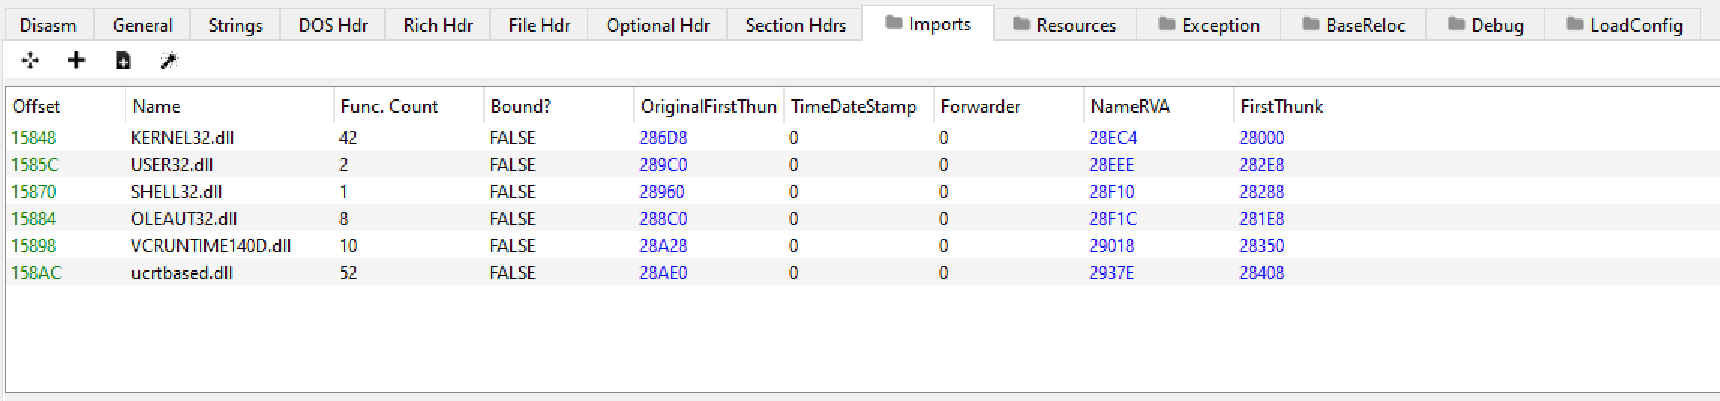 Disasm General Strings DOS Hdr Rich Hdr File Hdr Optional Hdr Section Hdrs Imports Resources Exception BaseReloc Debug LoadConfig
Offset Name Func. Count Bound? OriginalFirstThun TimeDateStamp Forwarder NameRVA FirstThunk
15848 KERNEL32.dll 42 FALSE 286D8 0 0 28EC4 28000
1585C USER32.dll 2 FALSE 289C0 0 0 28EEE 282E8
15870 SHELL32.dll 1 FALSE 28960 0 0 28F10 28288
15884 OLEAUT32.dll 8 FALSE 288C0 0 0 28F1C 281E8
15898 VCRUNTIME140D.dll 10 FALSE 28A28 0 0 29018 28350
158AC ucrtbased.dll 52 FALSE 28AE0 0 0 2937E 28408